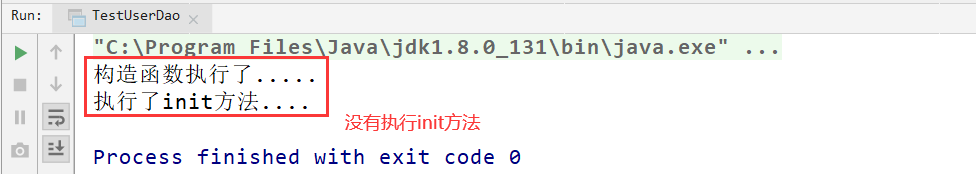 Run: TestUserDao
"C:\Program Files\Java\jdk1.8.0_131\bin\java.exe" ...
构造函数执行了.....
执行了init方法....
没有执行init方法
Process finished with exit code 0